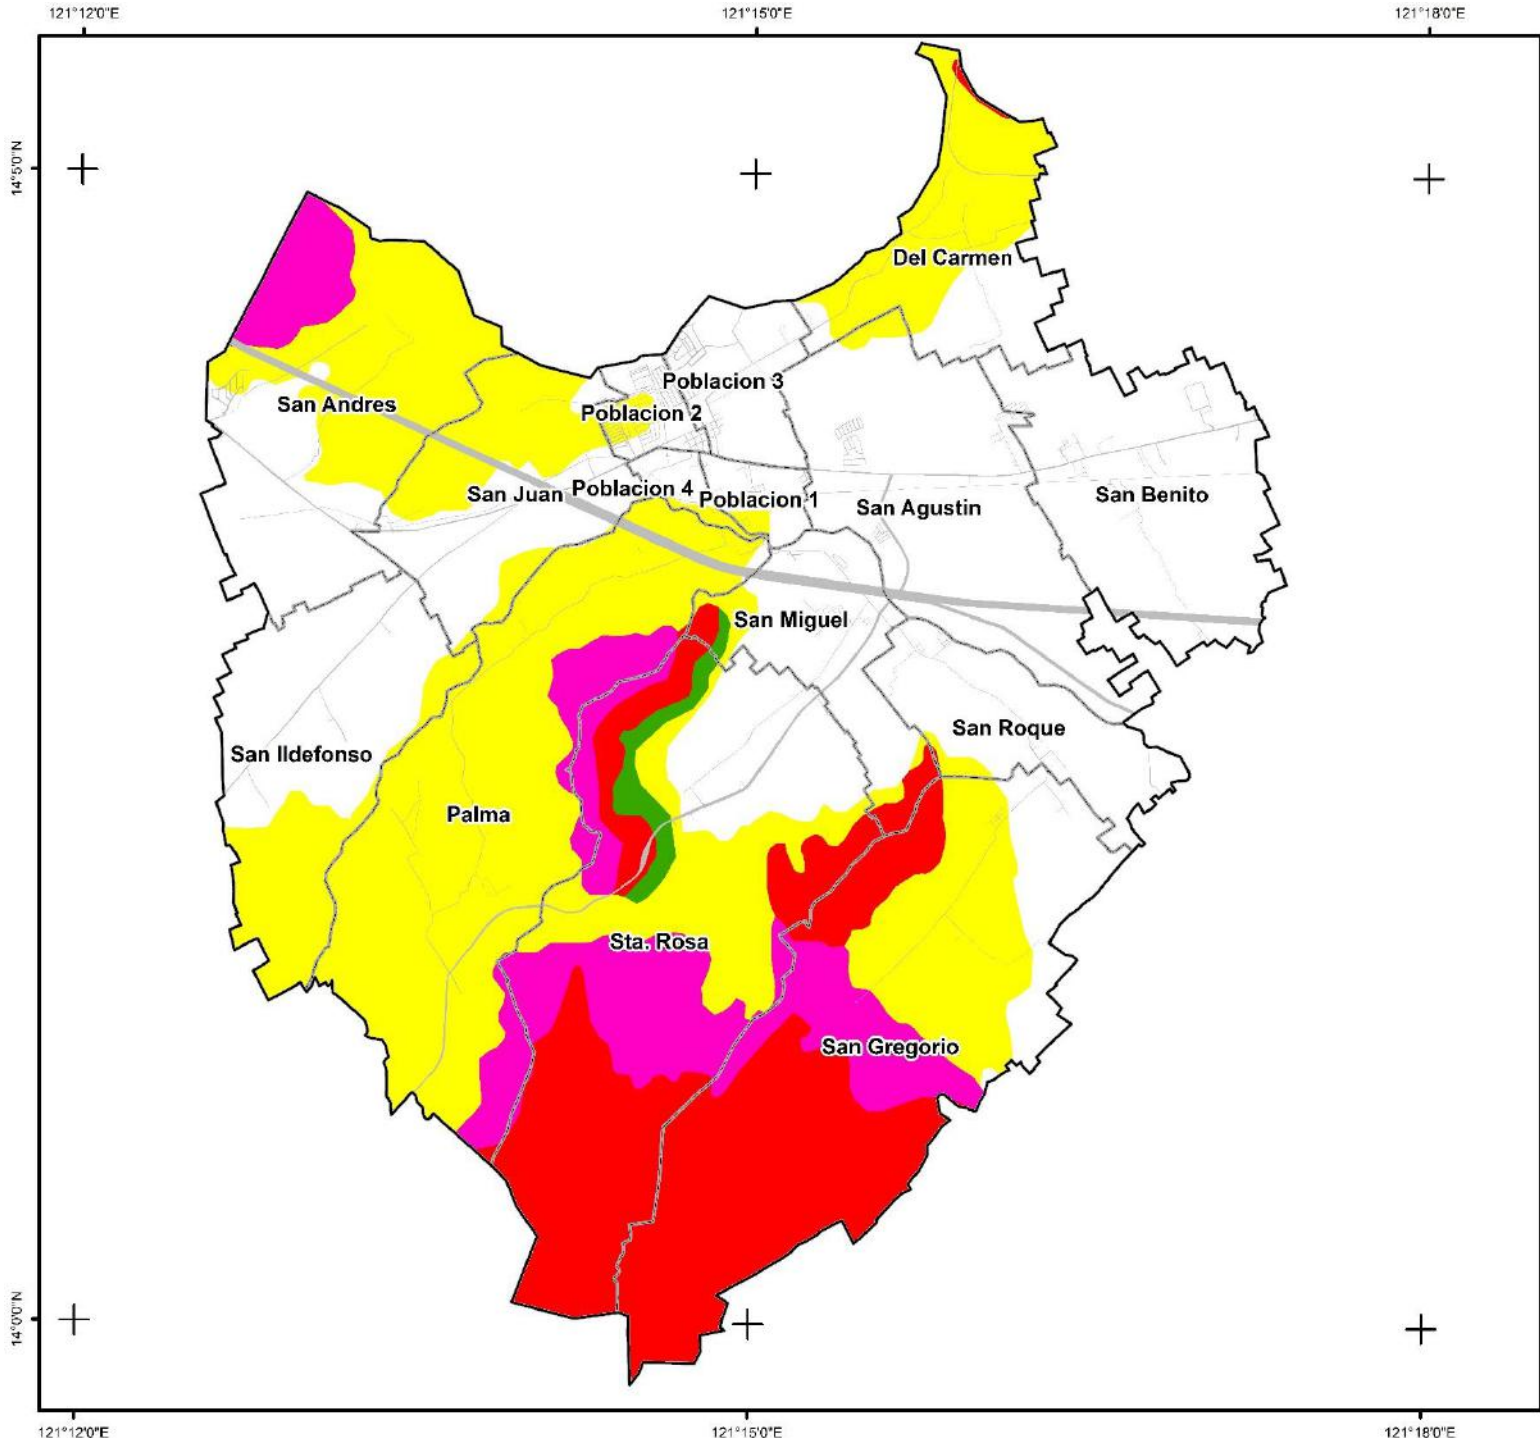 121°12'0"E
121°15'0"E
121°18'0"E
14°5'0"N
Del Carmen
Poblacion 3
San Andres
Poblacion 2
San Juan
Poblacion 4
Poblacion 1
San Agustin
San Benito
San Miguel
San Roque
San Ildefonso
Palma
Sta. Rosa
San Gregorio
14°0'0"N
121°12'0"E
121°15'0"E
121°18'0"E